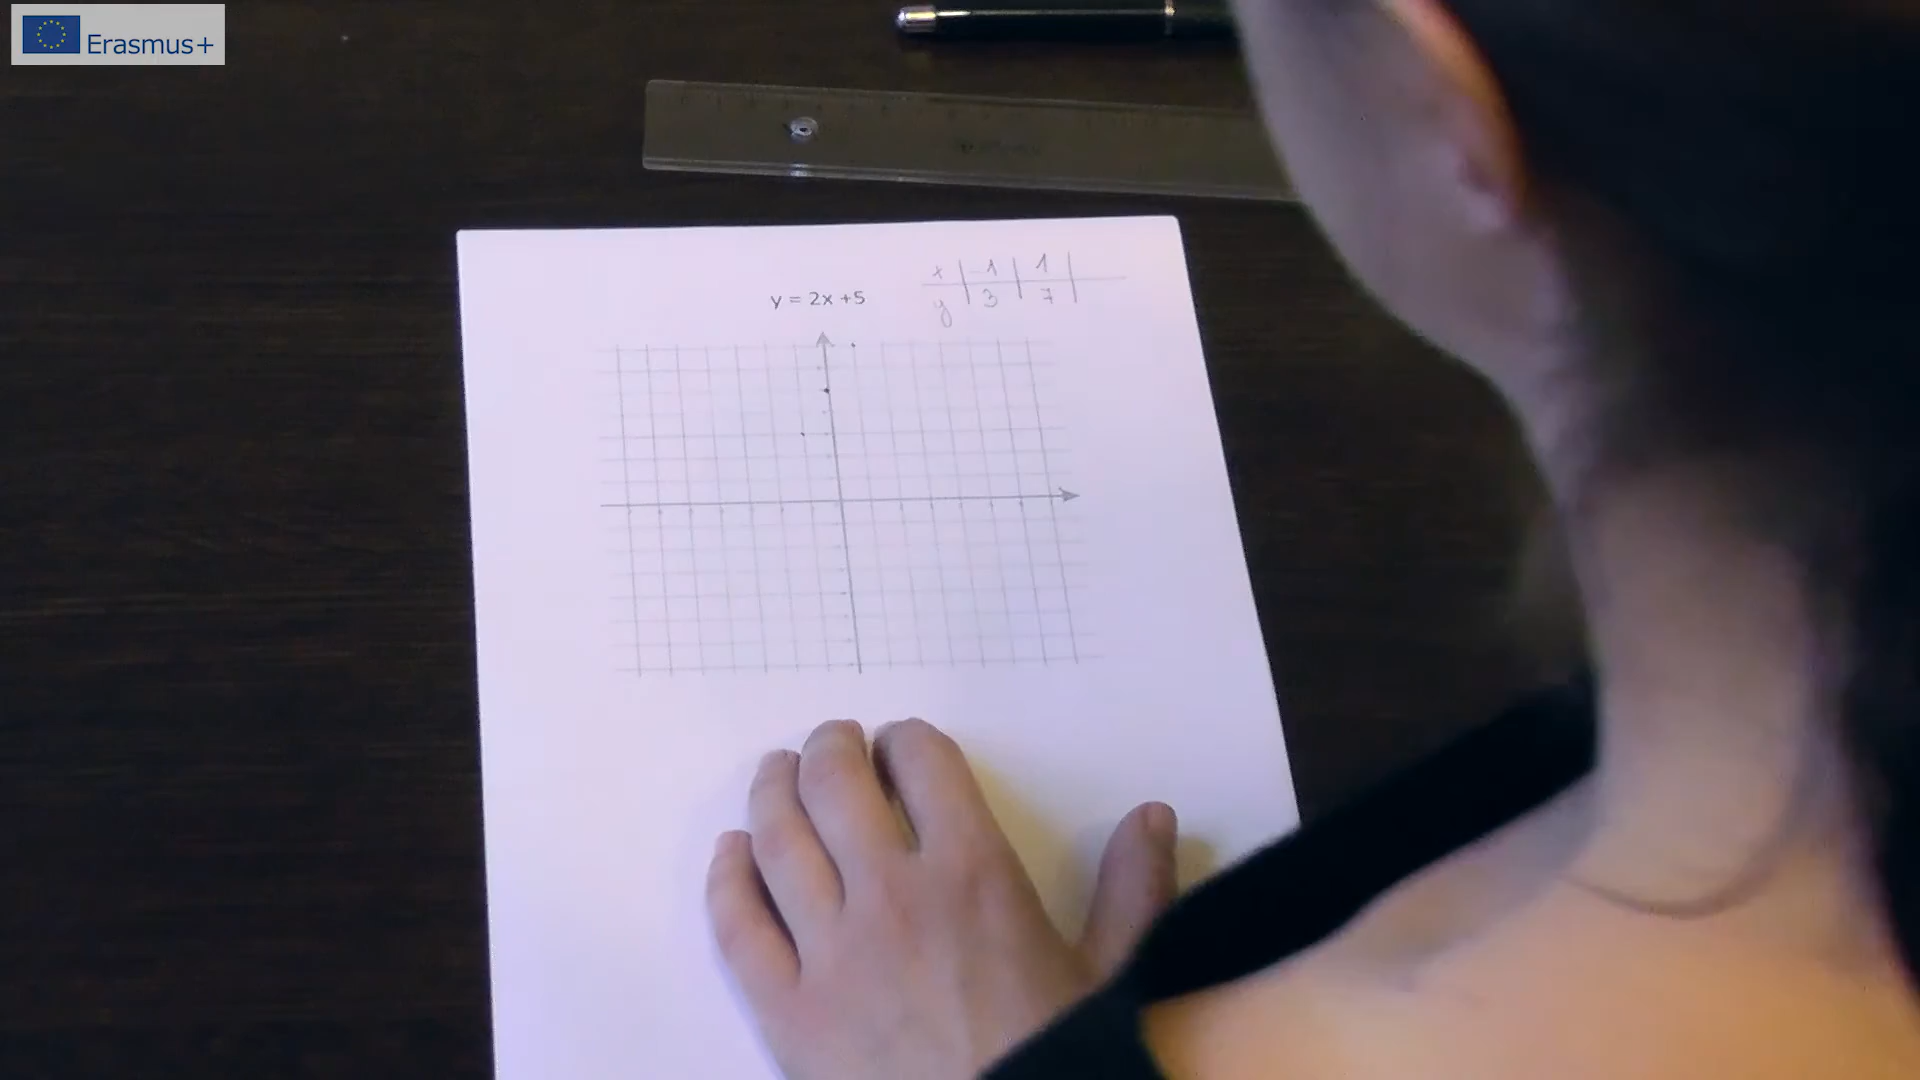 Erasmus+
x | -1 | 1 |
y = 2x +5
y | 3 | 7 |